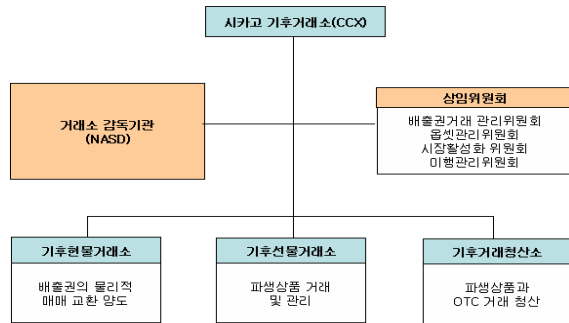 시카고 기후거래소(CCX)
거래소 감독기관
(NASD)
상임위원회
배출권거래 관리위원회
옵셋관리위원회
시장활성화 위원회
이행관리위원회
기후현물거래소
배출권의 물리적
매매 교환 양도
기후선물거래소
파생상품 거래
및 관리
기후거래청산소
파생상품과
OTC 거래 청산